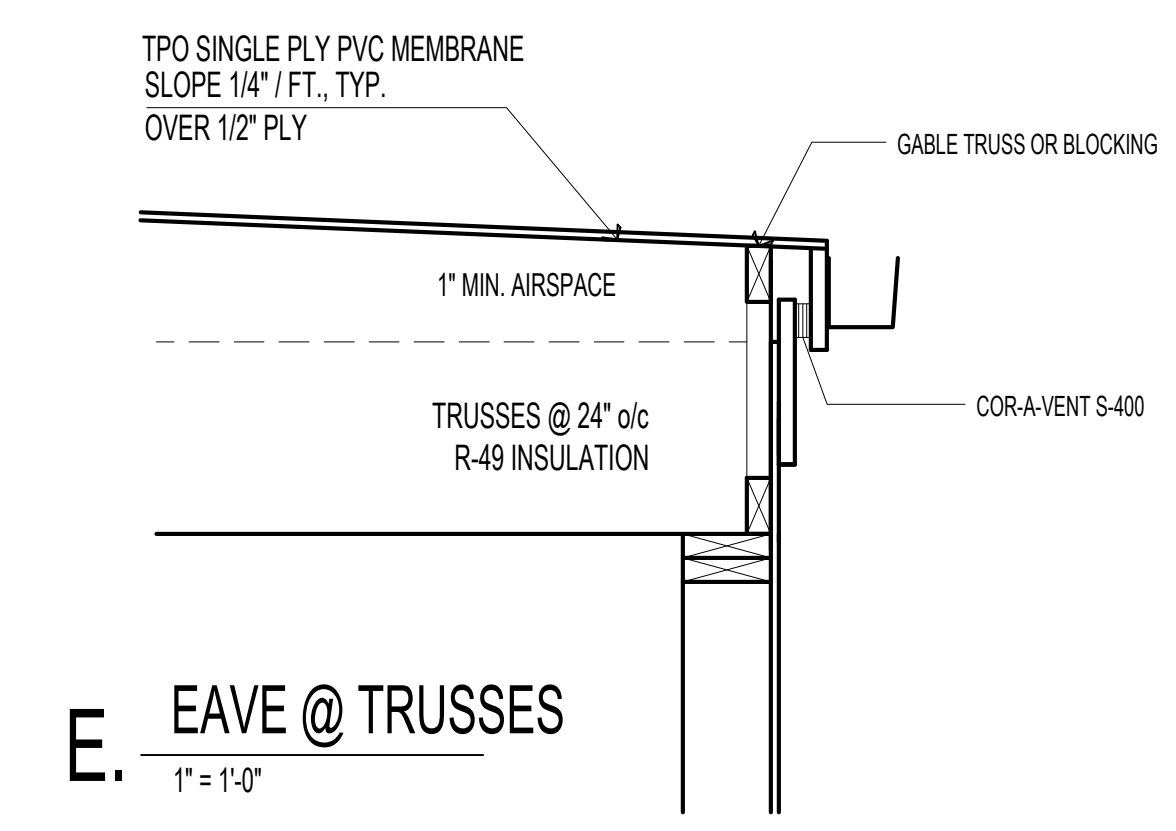 TPO SINGLE PLY PVC MEMBRANE
SLOPE 1/4" / FT., TYP.
OVER 1/2" PLY
GABLE TRUSS OR BLOCKING
1" MIN. AIRSPACE
COR-A-VENT S-400
TRUSSES @ 24" o/c
R-49 INSULATION
E. EAVE @ TRUSSES
1" = 1'-0"